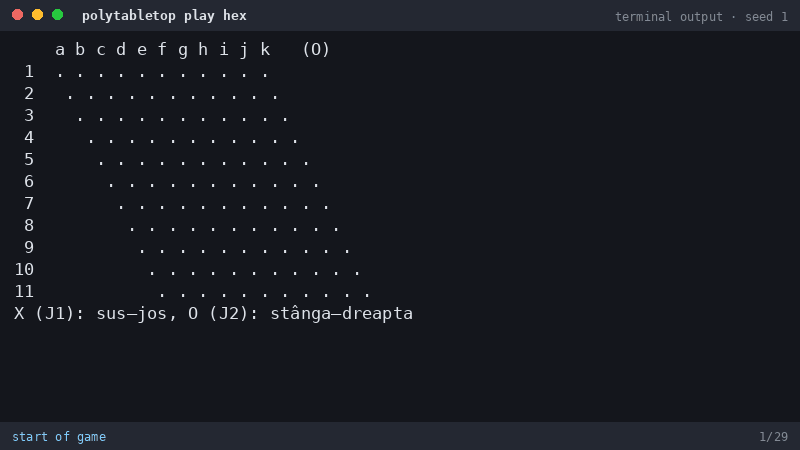 polytabletop play hex
terminal output · seed 1
a b c d e f g h i j k (O)
1 . . . . . . . . . . .
2 . . . . . . . . . . .
3 . . . . . . . . . . .
4 . . . . . . . . . . .
5 . . . . . . . . . . .
6 . . . . . . . . . . .
7 . . . . . . . . . . .
8 . . . . . . . . . . .
9 . . . . . . . . . . .
10 . . . . . . . . . . .
11 . . . . . . . . . . .
X (J1): sus–jos, O (J2): stânga–dreapta
start of game
1/29